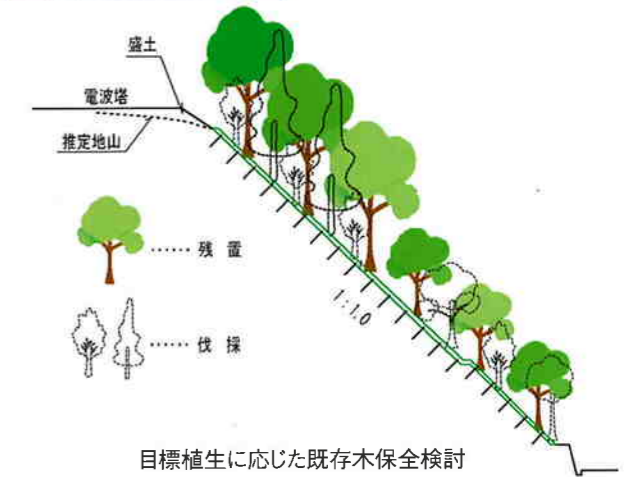 盛土
電波塔
推定地山
‥‥‥ 残 置
1:1.0
‥‥‥ 伐 採
目標植生に応じた既存木保全検討